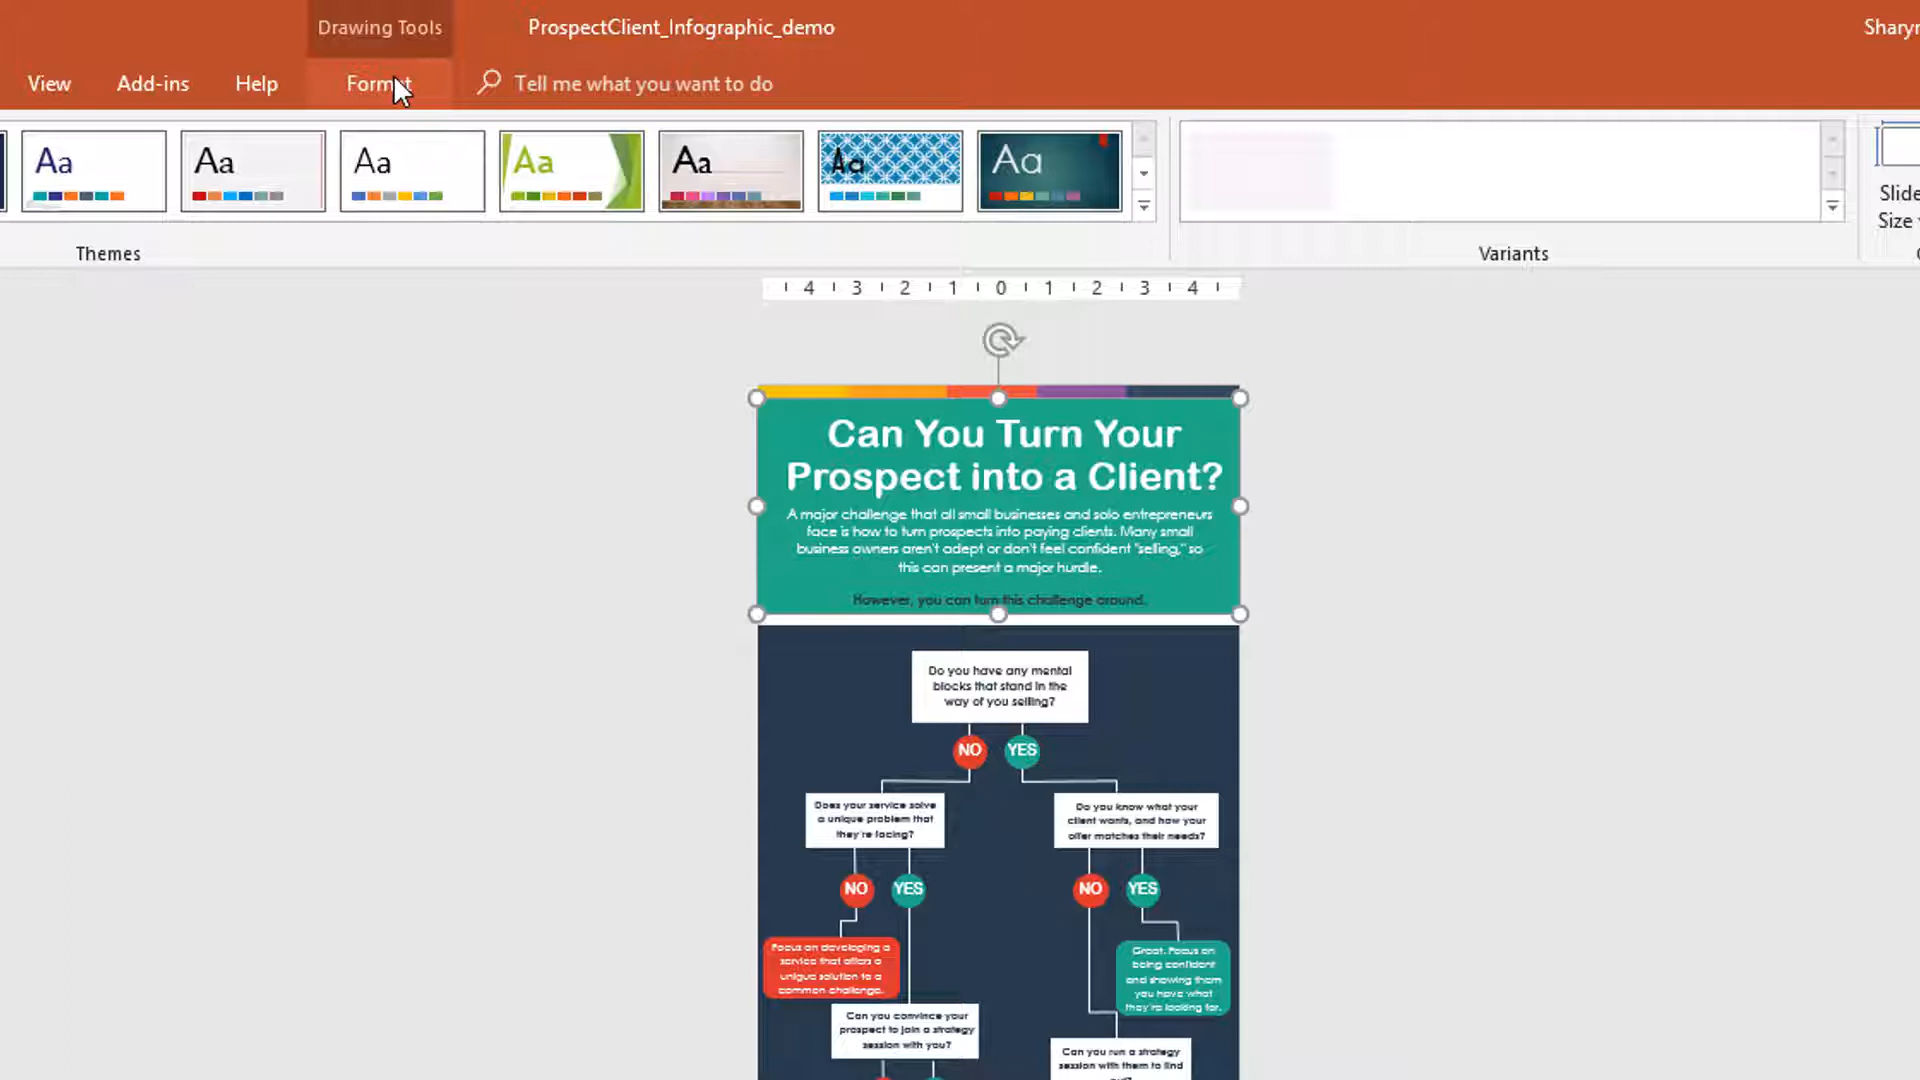 Drawing Tools
ProspectClient_Infographic_demo
Sharyn
View
Add-ins
Help
Format
Tell me what you want to do
Aa
Aa
Aa
Aa
Aa
Aa
Aa
Slide
Size
Themes
Variants
4 3 2 1 0 1 2 3 4
Can You Turn Your
Prospect into a Client?
A major challenge that all small businesses and solo entrepreneurs
face is how to turn prospects into paying clients. Many small
business owners aren't adept or don't feel confident "selling," so
this can present a major hurdle.
However, you can turn this challenge around.
Do you have any mental
blocks that stand in the
way of you selling?
NO
YES
Does your service solve
a unique problem that
they're facing?
Do you know what your
client wants, and how your
offer matches their needs?
NO
YES
NO
YES
Focus on developing a
service that offers a
unique solution to a
common challenge.
Great. Focus on
being confident
and showing them
you have what
they're looking for.
Can you convince your
prospect to join a strategy
session with you?
Can you run a strategy
session with them to find